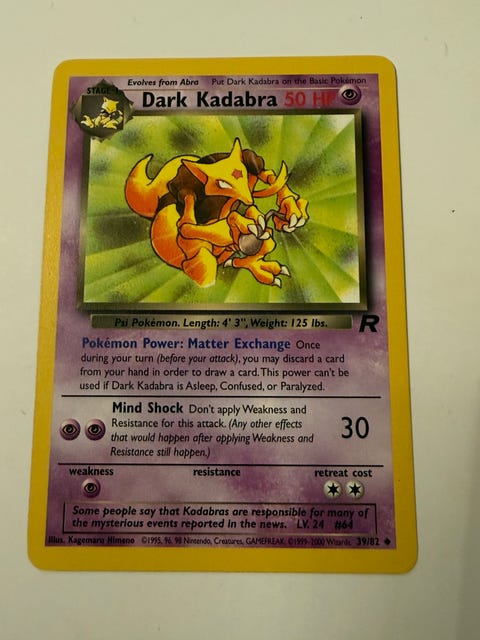 Evolves from Abra Put Dark Kadabra on the Basic Pokémon
STAGE 1
Dark Kadabra 50 HP
Psi Pokémon. Length: 4' 3", Weight: 125 lbs.
R
Pokémon Power: Matter Exchange Once
during your turn (before your attack), you may discard a card
from your hand in order to draw a card. This power can't be
used if Dark Kadabra is Asleep, Confused, or Paralyzed.
Mind Shock Don't apply Weakness and
Resistance for this attack. (Any other effects
that would happen after applying Weakness and
Resistance still happen.)
30
weakness resistance retreat cost
Some people say that Kadabras are responsible for many of
the mysterious events reported in the news. LV. 24 #64
Illus. Kagemaru Himeno ©1995, 96, 98 Nintendo, Creatures, GAMEFREAK. ©1999-2000 Wizards. 39/82